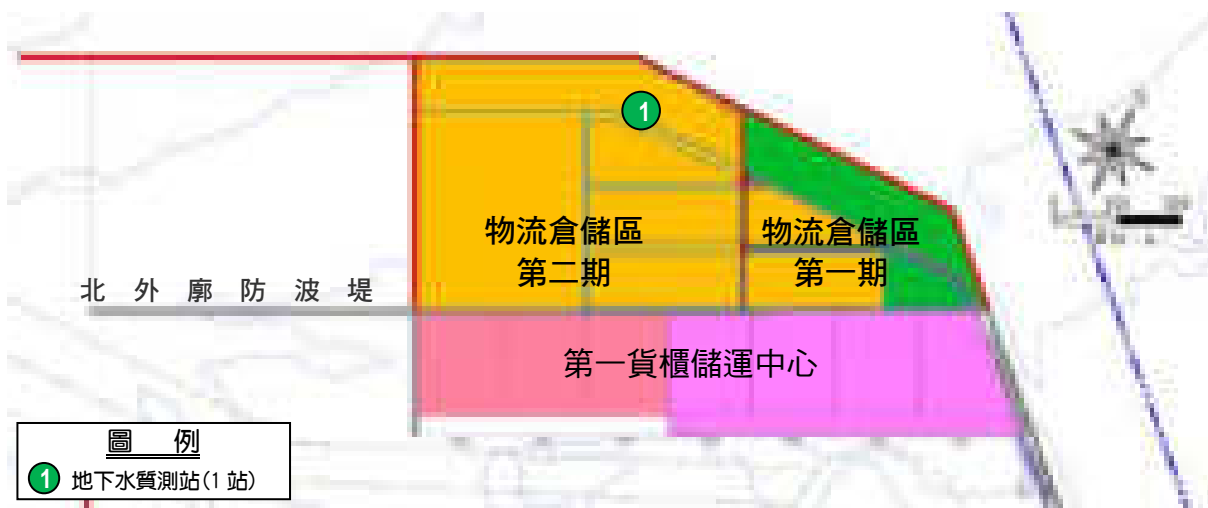 1
物流倉儲區
第二期
物流倉儲區
第一期
北外廓防波堤
第一貨櫃儲運中心
圖 例
1 地下水質測站(1 站)